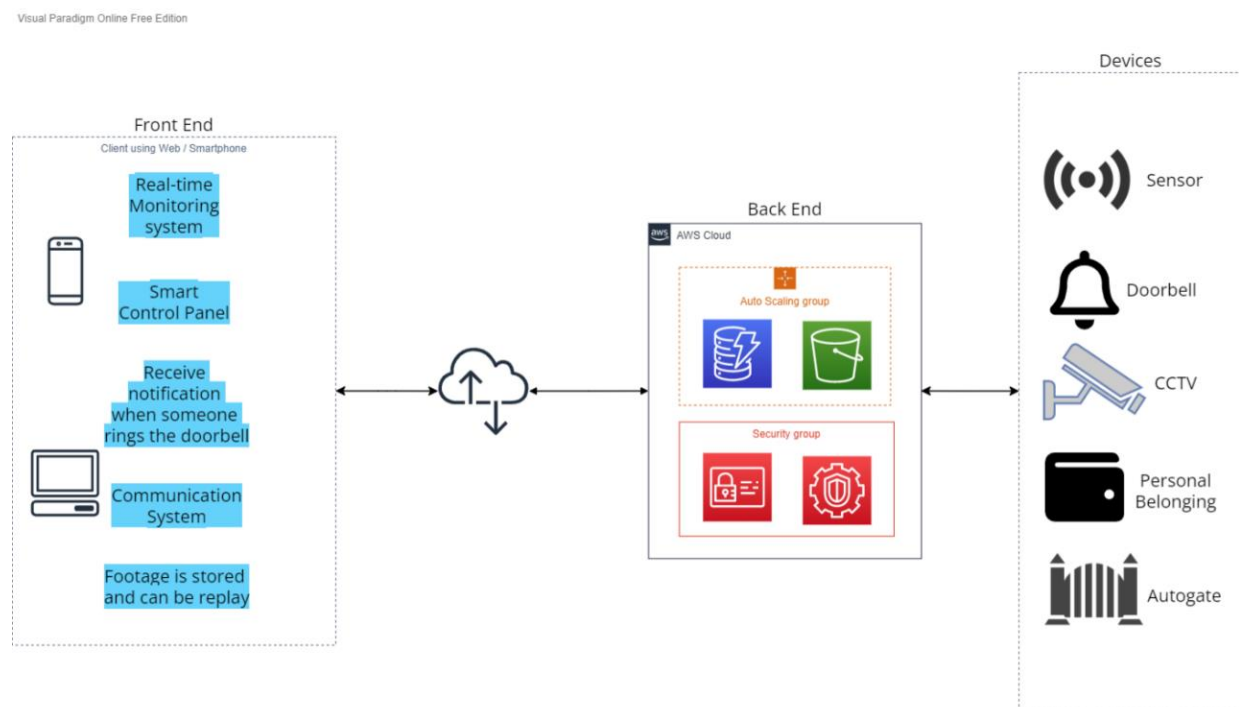 Visual Paradigm Online Free Edition
Devices
Front End
Client using Web / Smartphone
Real-time
Monitoring
system
Smart
Control Panel
Receive
notification
when someone
rings the doorbell
Communication
System
Footage is stored
and can be replay
Back End
aws
AWS Cloud
Auto Scaling group
Security group
Sensor
Doorbell
CCTV
Personal
Belonging
Autogate